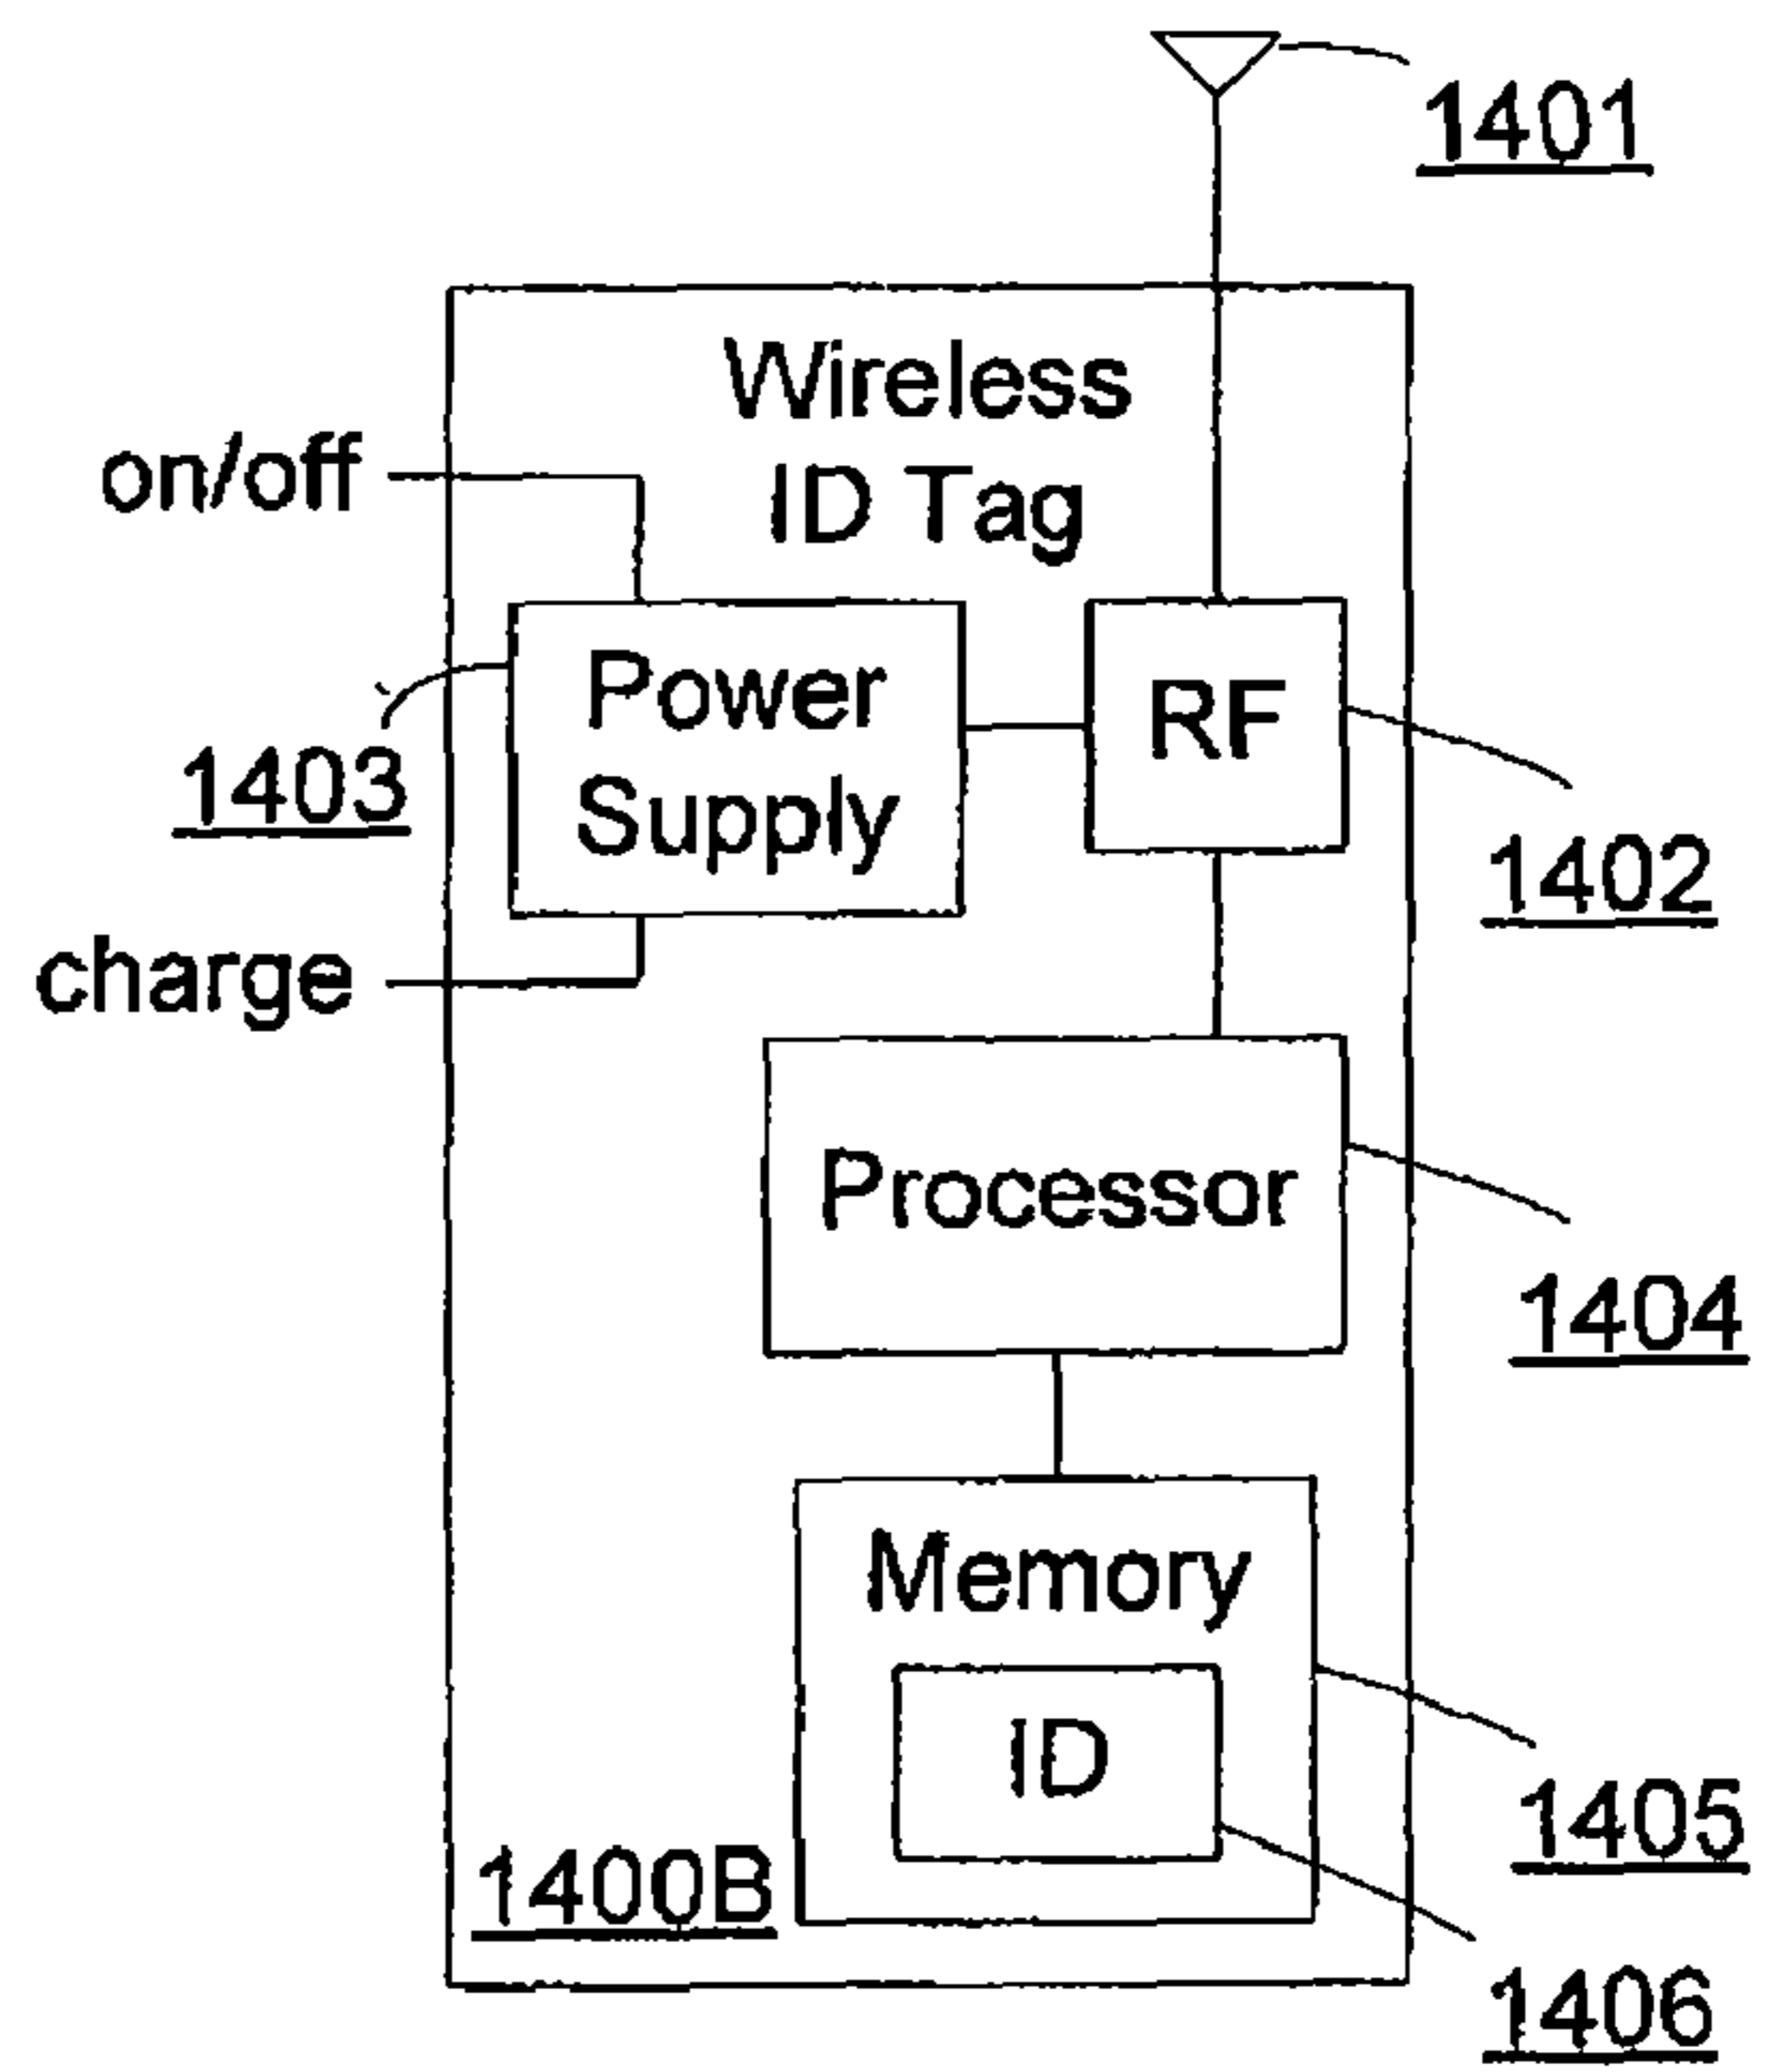 1401
Wireless
ID Tag
on/off
Power
Supply
RF
1403
1402
charge
Processor
1404
Memory
ID
1405
1400B
1406